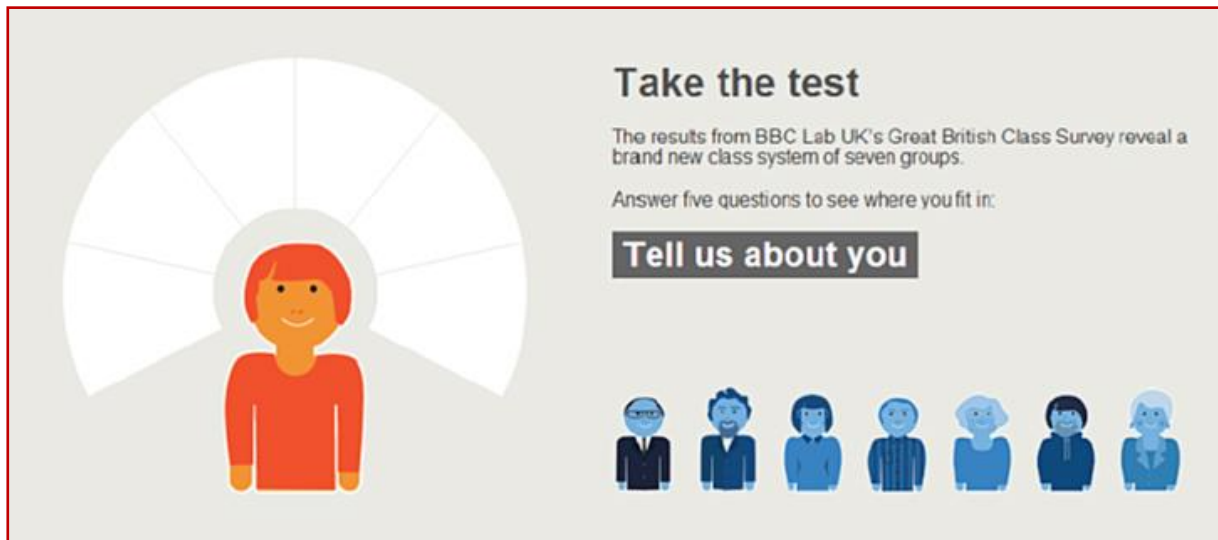 Take the test
The results from BBC Lab UK's Great British Class Survey reveal a
brand new class system of seven groups.
Answer five questions to see where you fit in:
Tell us about you